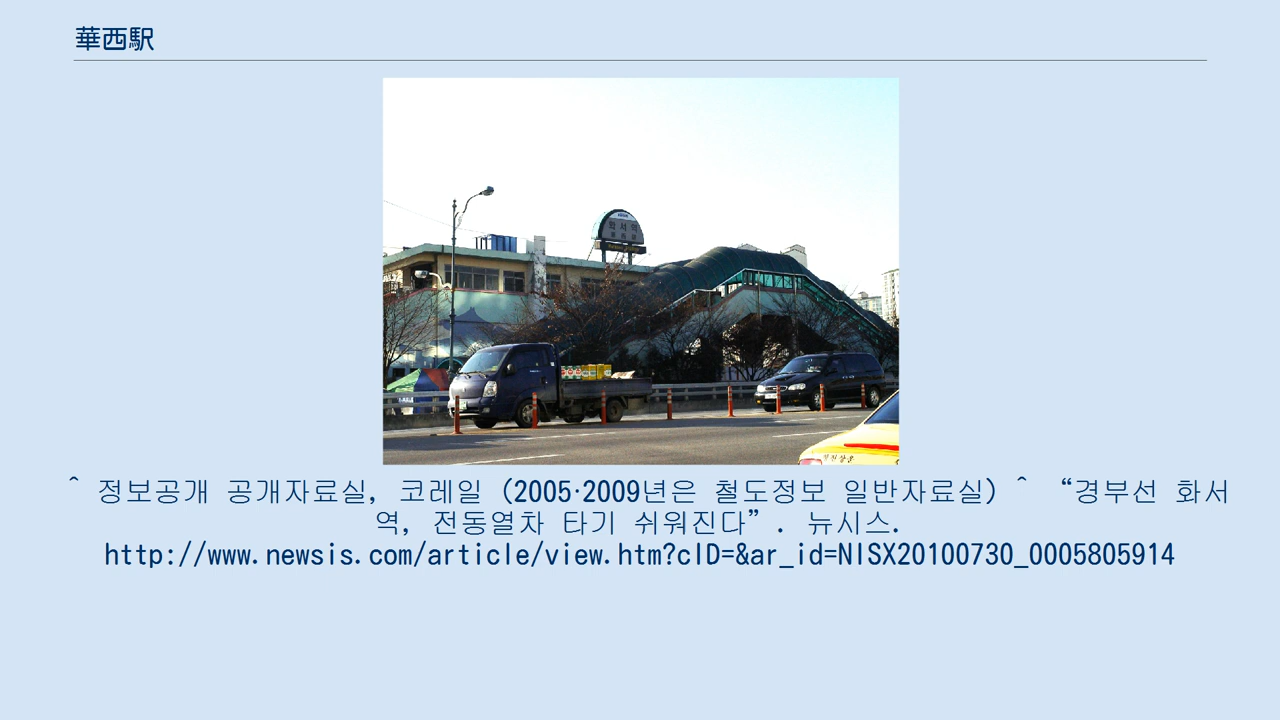 華西駅
화서역
^ 정보공개 공개자료실, 코레일 (2005·2009년은 철도정보 일반자료실) ^ “경부선 화서
역, 전동열차 타기 쉬워진다”. 뉴시스.
http://www.newsis.com/article/view.htm?cID=&ar_id=NISX20100730_0005805914